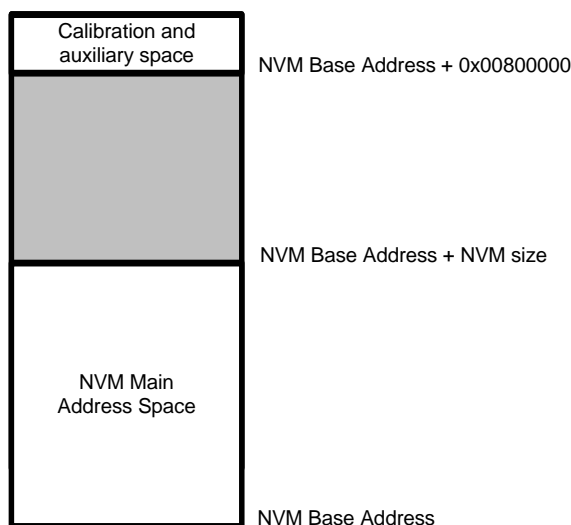 Calibration and
auxiliary space
NVM Base Address + 0x00800000
NVM Base Address + NVM size
NVM Main
Address Space
NVM Base Address